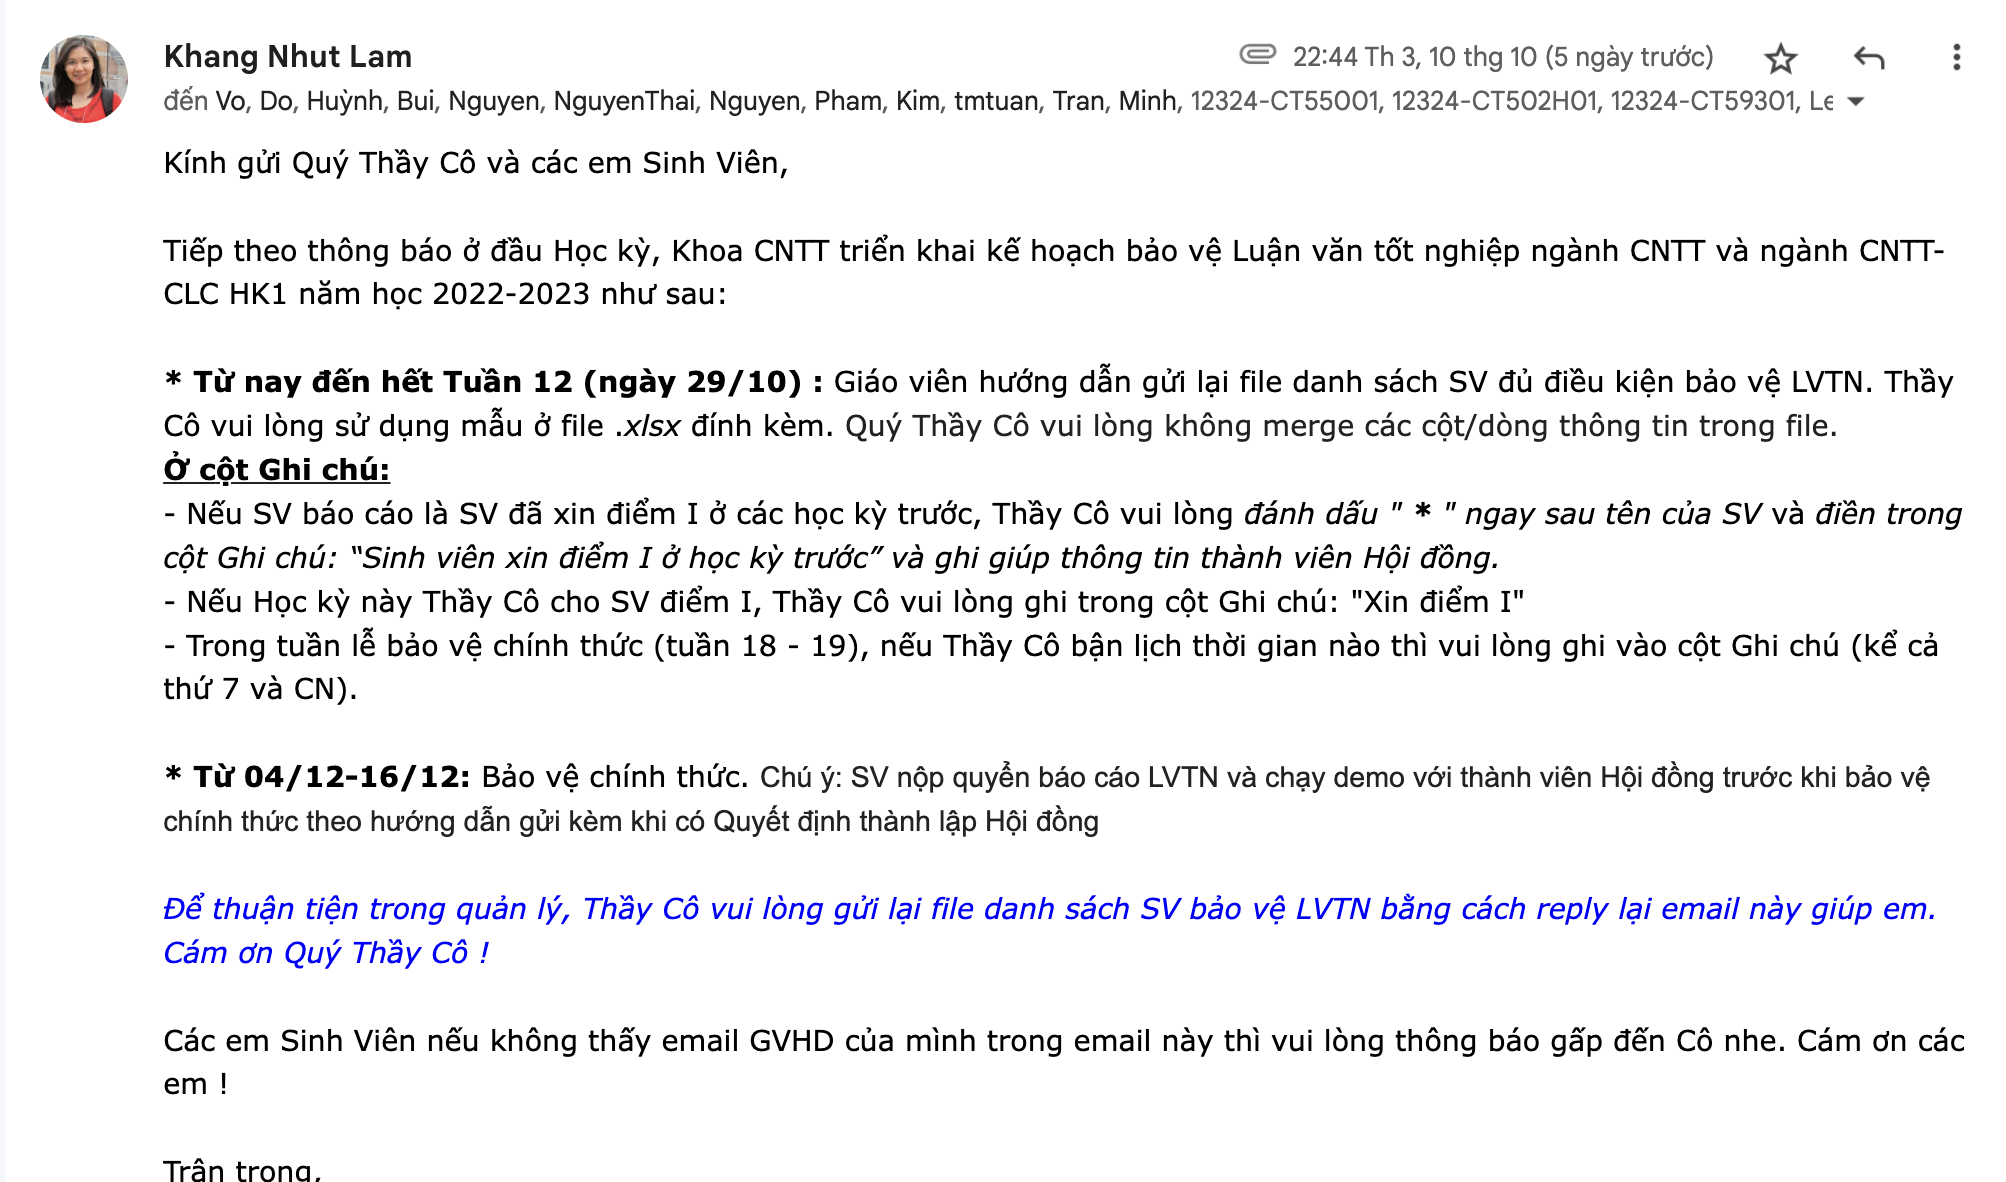 Khang Nhut Lam
22:44 Th 3, 10 thg 10 (5 ngày trước)
đến Vo, Do, Huỳnh, Bui, Nguyen, NguyenThai, Nguyen, Pham, Kim, tmtuan, Tran, Minh, 12324-CT55001, 12324-CT502H01, 12324-CT59301, Le
Kính gửi Quý Thầy Cô và các em Sinh Viên,
Tiếp theo thông báo ở đầu Học kỳ, Khoa CNTT triển khai kế hoạch bảo vệ Luận văn tốt nghiệp ngành CNTT và ngành CNTT-
CLC HK1 năm học 2022-2023 như sau:
* Từ nay đến hết Tuần 12 (ngày 29/10) : Giáo viên hướng dẫn gửi lại file danh sách SV đủ điều kiện bảo vệ LVTN. Thầy
Cô vui lòng sử dụng mẫu ở file .xlsx đính kèm. Quý Thầy Cô vui lòng không merge các cột/dòng thông tin trong file.
Ở cột Ghi chú:
- Nếu SV báo cáo là SV đã xin điểm I ở các học kỳ trước, Thầy Cô vui lòng đánh dấu " * " ngay sau tên của SV và điền trong
cột Ghi chú: “Sinh viên xin điểm I ở học kỳ trước” và ghi giúp thông tin thành viên Hội đồng.
- Nếu Học kỳ này Thầy Cô cho SV điểm I, Thầy Cô vui lòng ghi trong cột Ghi chú: "Xin điểm I"
- Trong tuần lễ bảo vệ chính thức (tuần 18 - 19), nếu Thầy Cô bận lịch thời gian nào thì vui lòng ghi vào cột Ghi chú (kể cả
thứ 7 và CN).
* Từ 04/12-16/12: Bảo vệ chính thức. Chú ý: SV nộp quyển báo cáo LVTN và chạy demo với thành viên Hội đồng trước khi bảo vệ
chính thức theo hướng dẫn gửi kèm khi có Quyết định thành lập Hội đồng
Để thuận tiện trong quản lý, Thầy Cô vui lòng gửi lại file danh sách SV bảo vệ LVTN bằng cách reply lại email này giúp em.
Cám ơn Quý Thầy Cô !
Các em Sinh Viên nếu không thấy email GVHD của mình trong email này thì vui lòng thông báo gấp đến Cô nhe. Cám ơn các
em !
Trân trọng,